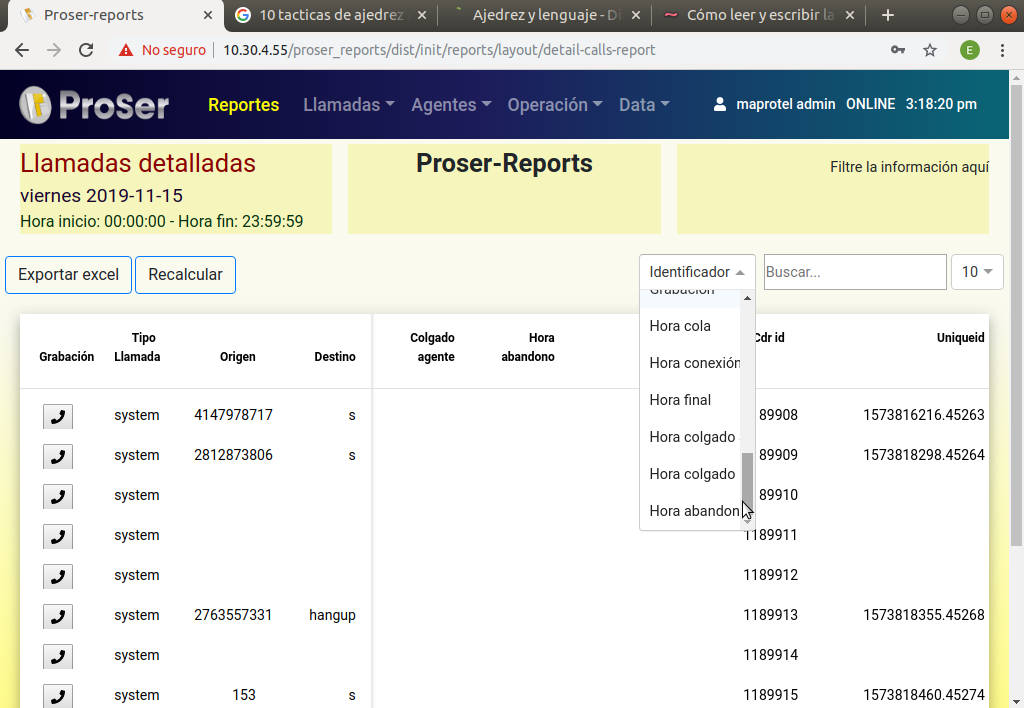 Proser-reports
10 tacticas de ajedrez
Ajedrez y lenguaje - Di
Cómo leer y escribir la
No seguro
10.30.4.55/proser_reports/dist/init/reports/layout/detail-calls-report
E
ProSer
Reportes
Llamadas
Agentes
Operación
Data
maprotel admin
ONLINE
3:18:20 pm
Llamadas detalladas
viernes 2019-11-15
Hora inicio: 00:00:00 - Hora fin: 23:59:59
Proser-Reports
Filtre la información aquí
Exportar excel
Recalcular
Identificador
Buscar...
10
Grabación
Hora cola
Hora conexión
Hora final
Hora colgado
Hora colgado
Hora abandon
Grabación
Tipo
Llamada
Origen
Destino
Colgado
agente
Hora
abandono
Cdr id
Uniqueid
system 4147978717 s 89908 1573816216.45263
system 2812873806 s 89909 1573818298.45264
system 89910
system 1189911
system 1189912
system 2763557331 hangup 1189913 1573818355.45268
system 1189914
system 153 s 1189915 1573818460.45274